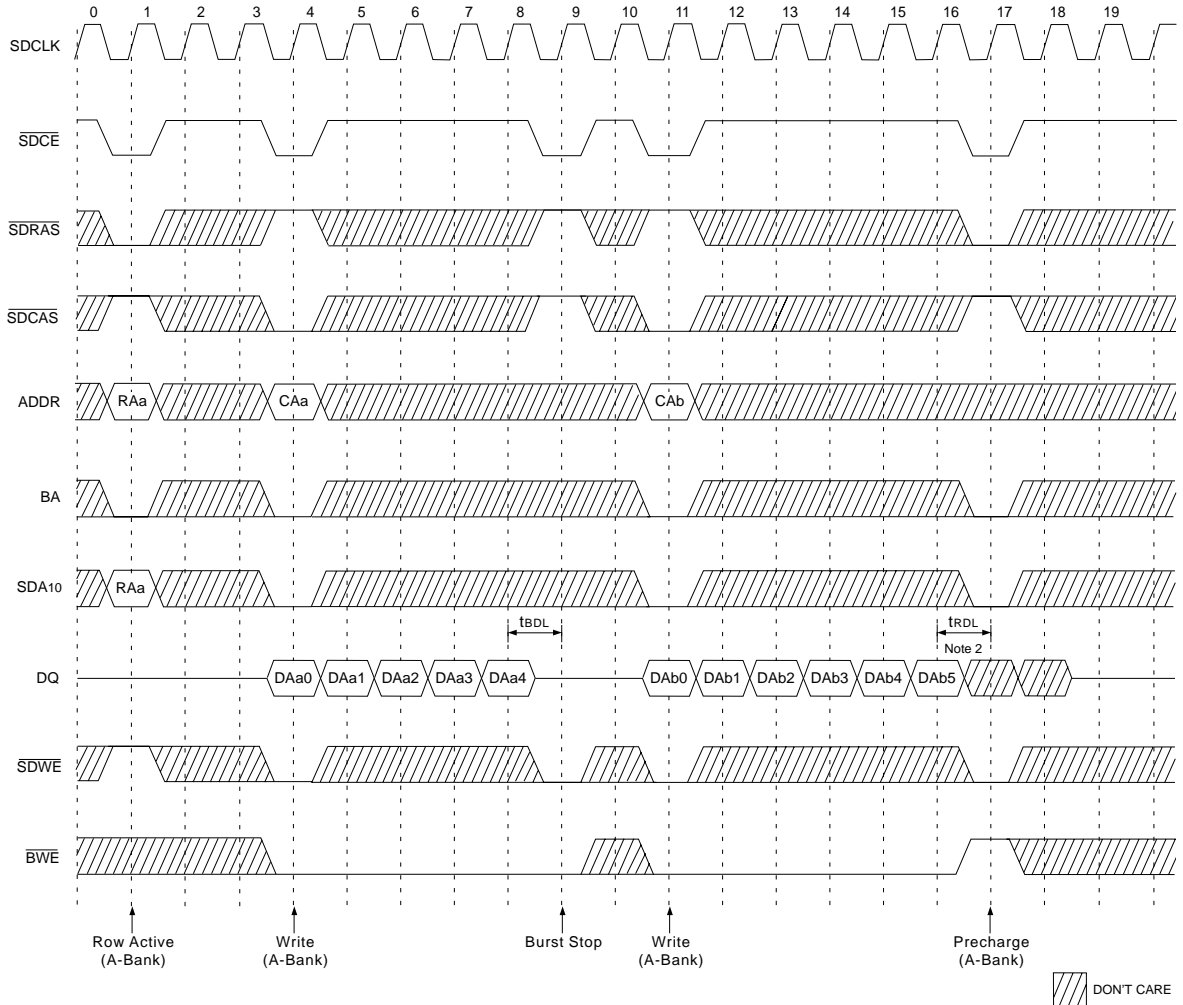 0 1 2 3 4 5 6 7 8 9 10 11 12 13 14 15 16 17 18 19
SDCLK
SDCE
SDRAS
SDCAS
ADDR RAa CAa CAb
BA
SDA10 RAa
tBDL tRDL
Note 2
DQ DAa0 DAa1 DAa2 DAa3 DAa4 DAb0 DAb1 DAb2 DAb3 DAb4 DAb5
SDWE
BWE
Row Active Write Burst Stop Write Precharge
(A-Bank) (A-Bank) (A-Bank) (A-Bank)
DON'T CARE